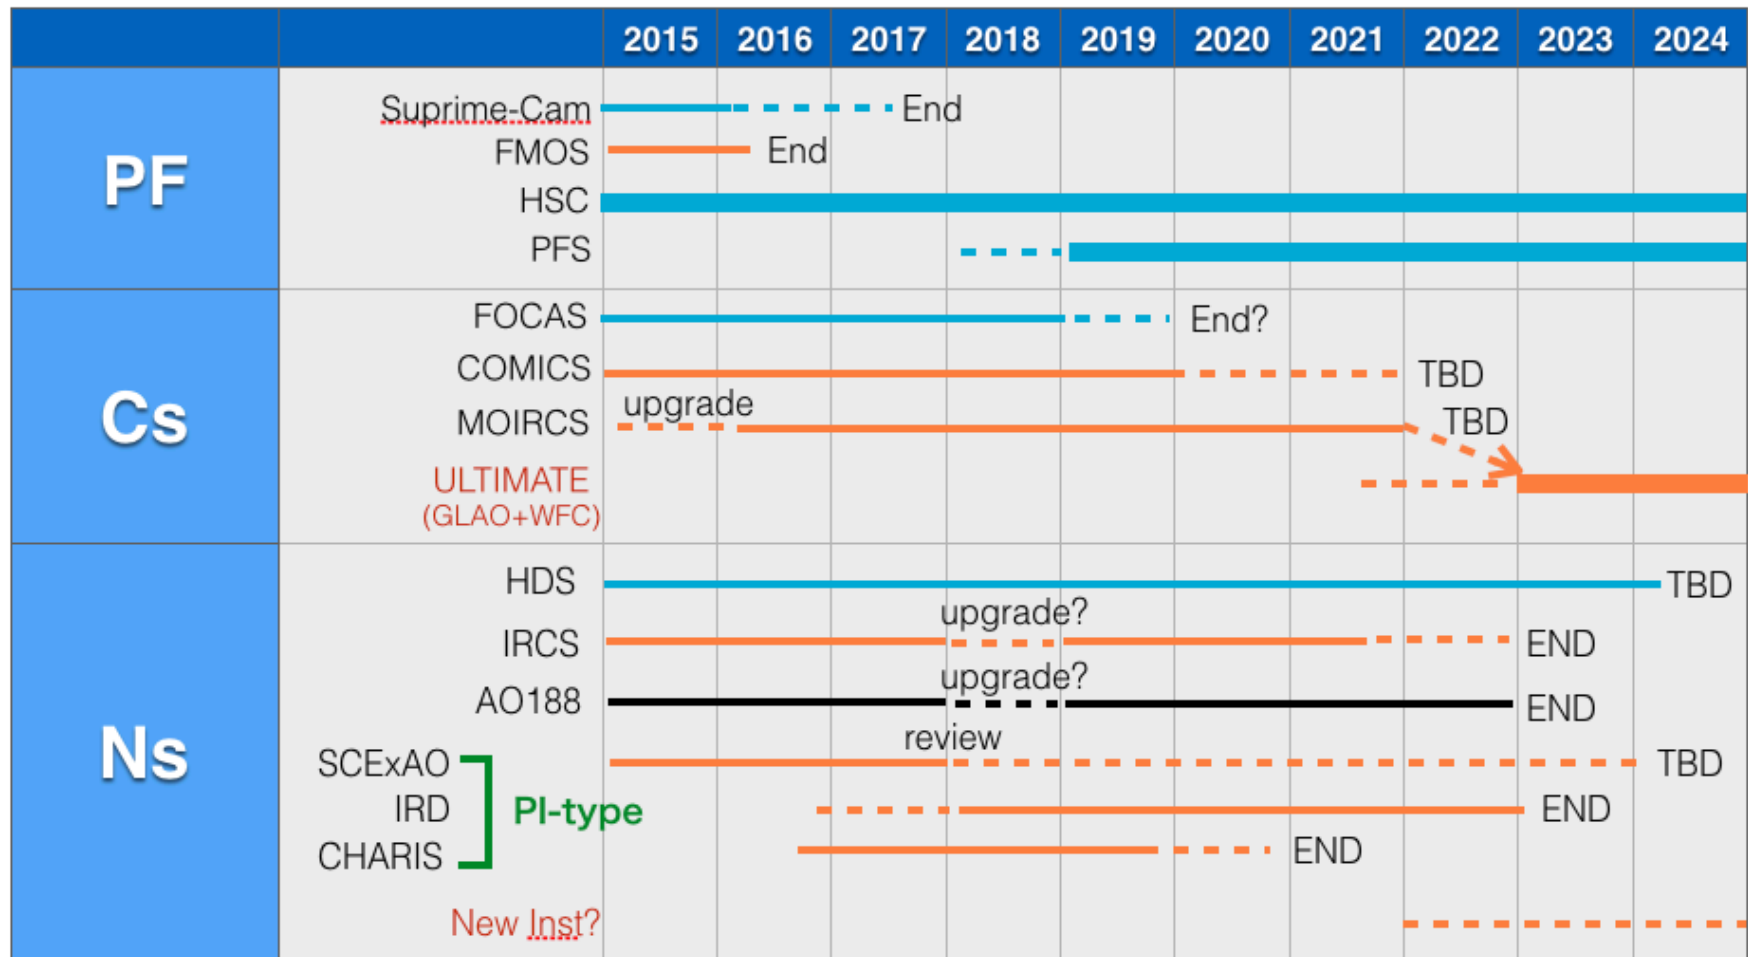 2015 2016 2017 2018 2019 2020 2021 2022 2023 2024
PF
Suprime-Cam End
FMOS End
HSC
PFS
Cs
FOCAS End?
COMICS TBD
upgrade
MOIRCS TBD
ULTIMATE
(GLAO+WFC)
Ns
HDS TBD
upgrade?
IRCS END
upgrade?
AO188 END
review
SCExAO TBD
IRD PI-type END
CHARIS END
New Inst?